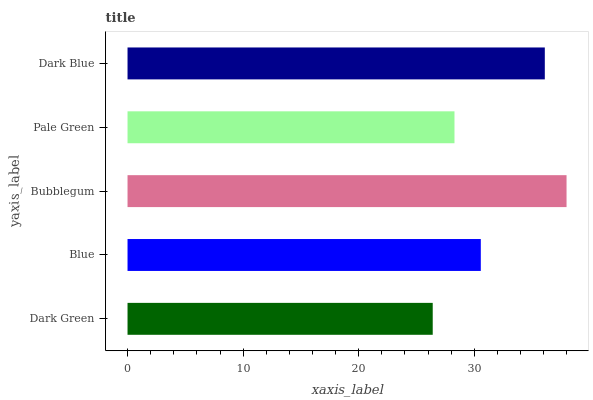 title
Dark Blue
Pale Green
Bubblegum
Blue
Dark Green
yaxis_label
0 10 20 30
xaxis_label